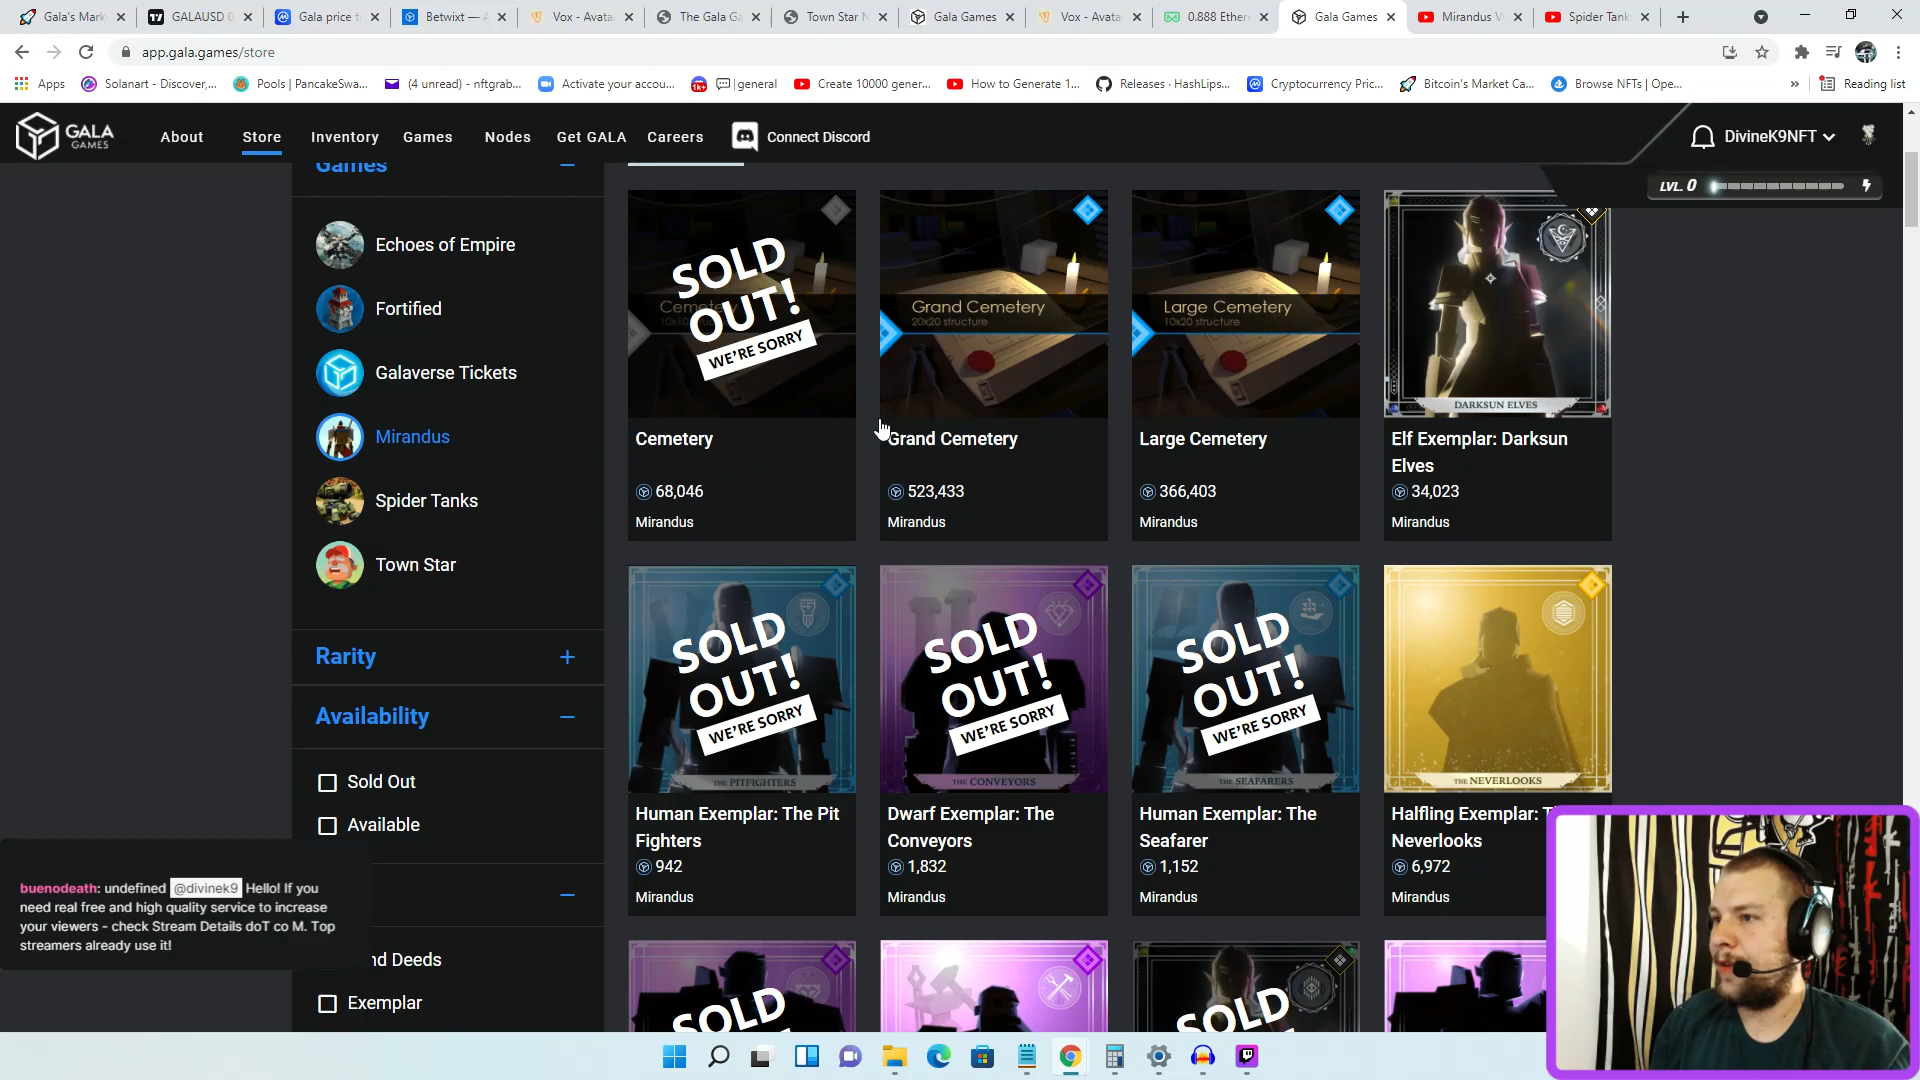 Gala's Mark
GALAUSD 0
Gala price t
Betwixt — A
Vox - Avata
The Gala Ga
Town Star N
Gala Games
Vox - Avata
0.888 Ether
Gala Games
Mirandus V
Spider Tank
app.gala.games/store
Apps
Solanart - Discover,...
Pools | PancakeSwa...
(4 unread) - nftgrab...
Activate your accou...
1k+
|general
Create 10000 gener...
How to Generate 1...
Releases · HashLips...
Cryptocurrency Pric...
Bitcoin's Market Ca...
Browse NFTs | Ope...
»
Reading list
GALA
GAMES
About
Store
Inventory
Games
Nodes
Get GALA
Careers
Connect Discord
DivineK9NFT
LVL. 0
Games
Echoes of Empire
Fortified
Galaverse Tickets
Mirandus
Spider Tanks
Town Star
Rarity
Availability
Sold Out
Available
nd Deeds
Exemplar
Cemetery
10x10
SOLD
OUT!
WE'RE SORRY
Cemetery
68,046
Mirandus
Grand Cemetery
20x20 structure
Grand Cemetery
523,433
Mirandus
Large Cemetery
10x20 structure
Large Cemetery
366,403
Mirandus
DARKSUN ELVES
Elf Exemplar: Darksun
Elves
34,023
Mirandus
SOLD
OUT!
WE'RE SORRY
THE PITFIGHTERS
Human Exemplar: The Pit
Fighters
942
Mirandus
SOLD
OUT!
WE'RE SORRY
THE CONVEYORS
Dwarf Exemplar: The
Conveyors
1,832
Mirandus
SOLD
OUT!
WE'RE SORRY
THE SEAFARERS
Human Exemplar: The
Seafarer
1,152
Mirandus
THE NEVERLOOKS
Halfling Exemplar: T
Neverlooks
6,972
Mirandus
SOLD
SOLD
buenodeath: undefined @divinek9 Hello! If you
need real free and high quality service to increase
your viewers - check Stream Details doT co M. Top
streamers already use it!